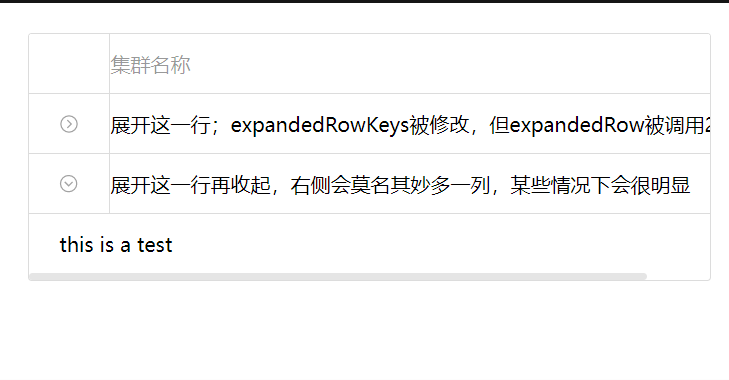 集群名称
展开这一行；expandedRowKeys被修改，但expandedRow被调用2
展开这一行再收起，右侧会莫名其妙多一列，某些情况下会很明显
this is a test